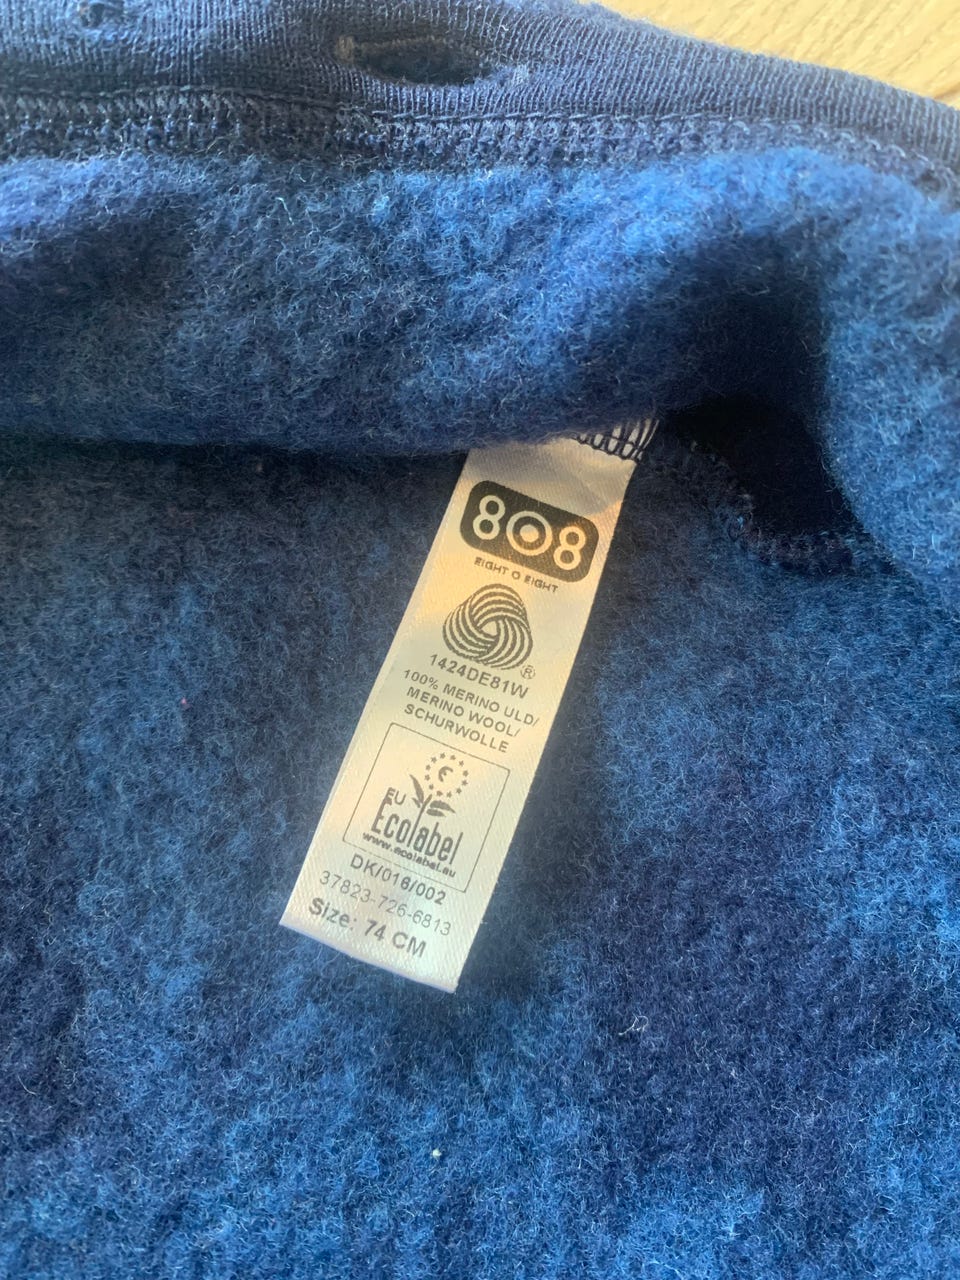 808
EIGHT O EIGHT
®
1424DE81W
100% MERINO ULD/
MERINO WOOL/
SCHURWOLLE
EU
Ecolabel
www.ecolabel.eu
DK/016/002
37823-726-6813
Size: 74 CM